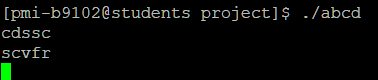 [pmi-b9102@students project]$ ./abcd
cdssc
scvfr